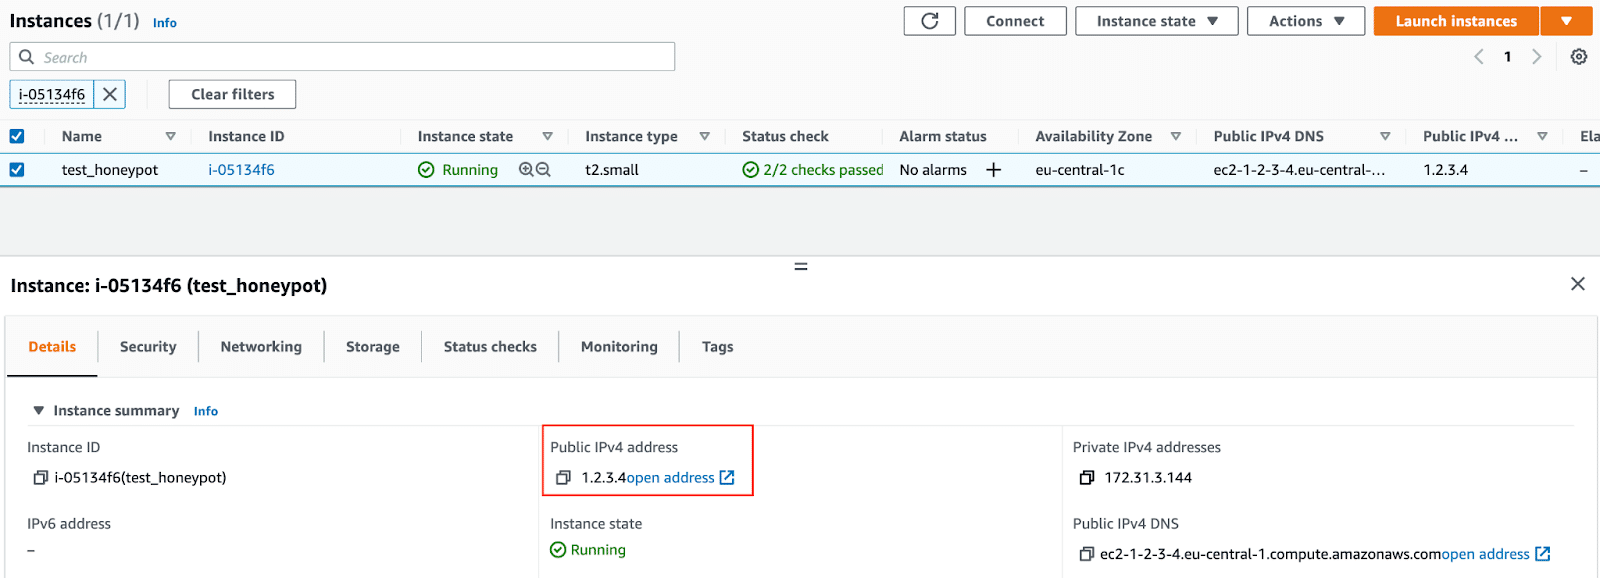 Instances (1/1) Info Connect Instance state Actions Launch instances
Search 1
i-05134f6 Clear filters
Name Instance ID Instance state Instance type Status check Alarm status Availability Zone Public IPv4 DNS Public IPv4 ... Ela
test_honeypot i-05134f6 Running t2.small 2/2 checks passed No alarms + eu-central-1c ec2-1-2-3-4.eu-central-... 1.2.3.4 –
Instance: i-05134f6 (test_honeypot)
Details Security Networking Storage Status checks Monitoring Tags
Instance summary Info
Instance ID Public IPv4 address Private IPv4 addresses
i-05134f6(test_honeypot) 1.2.3.4open address 172.31.3.144
IPv6 address Instance state Public IPv4 DNS
– Running ec2-1-2-3-4.eu-central-1.compute.amazonaws.comopen address